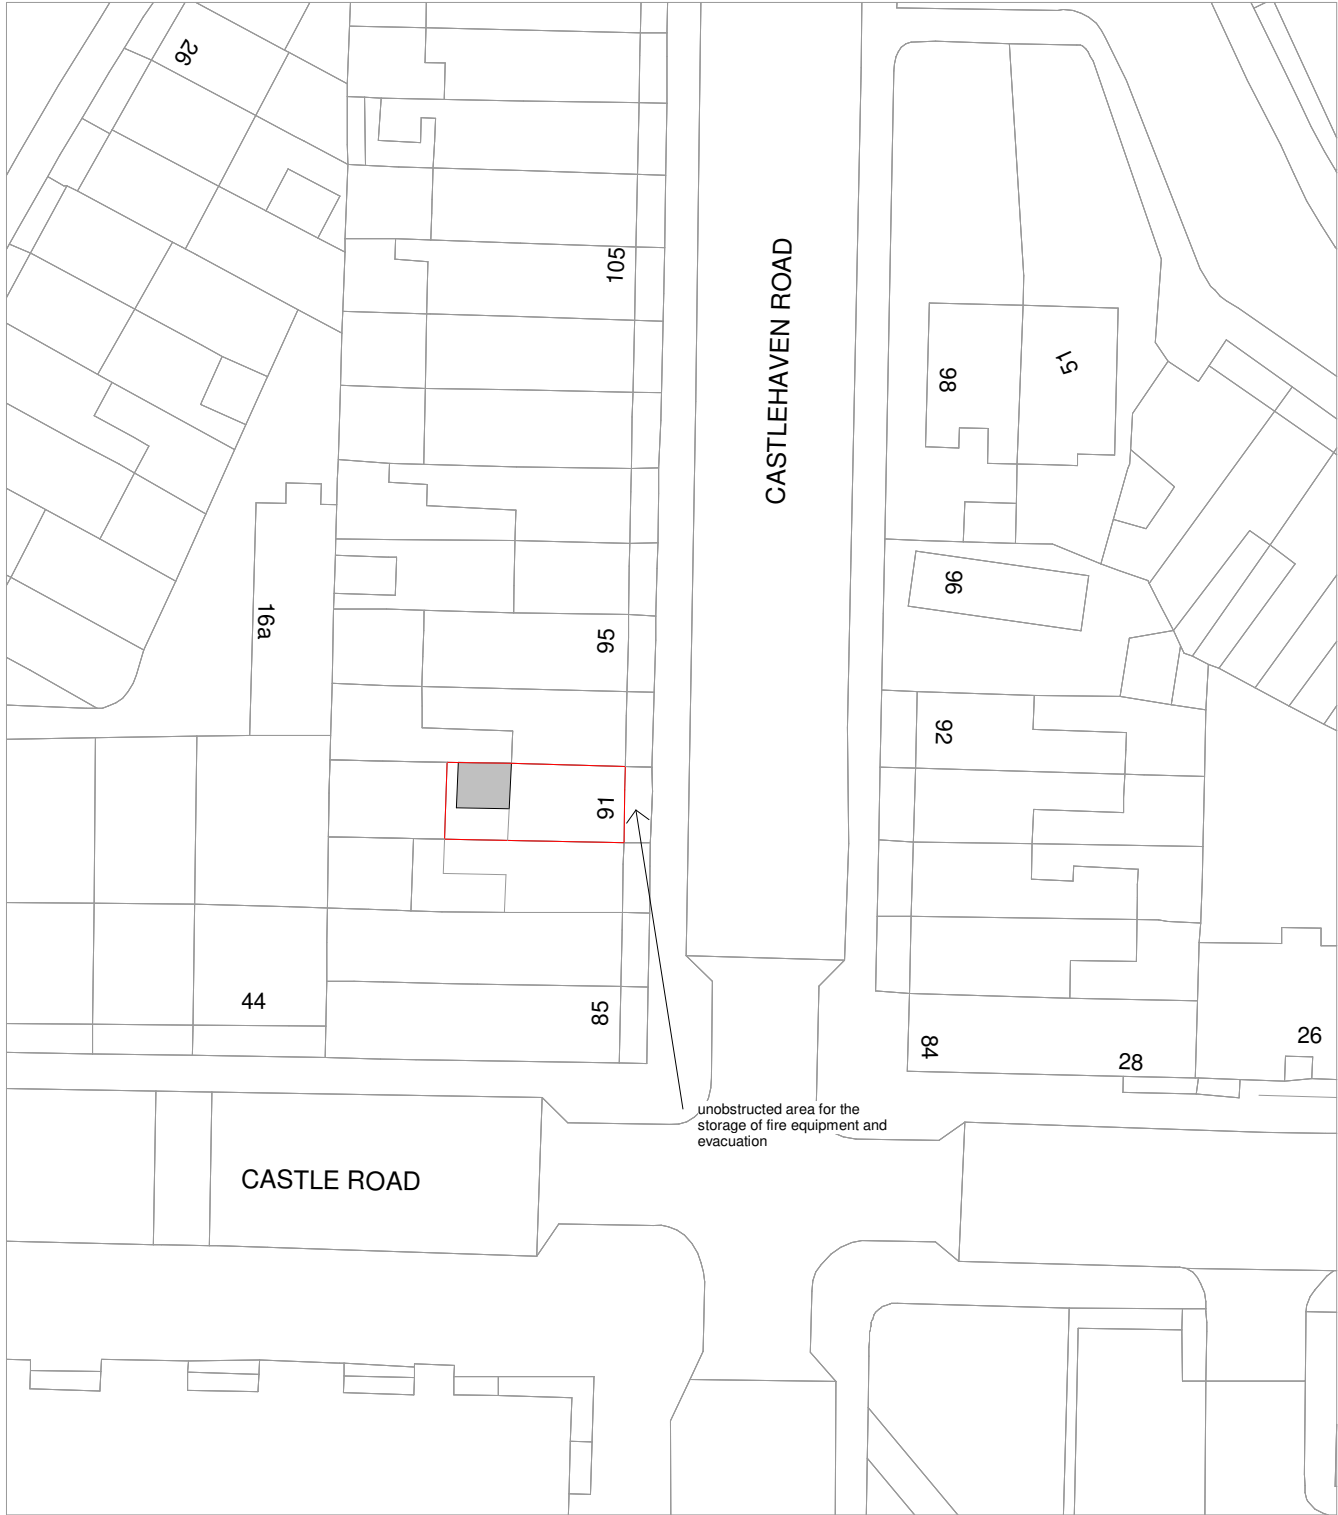 26
105
CASTLEHAVEN ROAD
98
51
96
16a
95
92
91
44
85
84
28
26
unobstructed area for the
storage of fire equipment and
evacuation
CASTLE ROAD